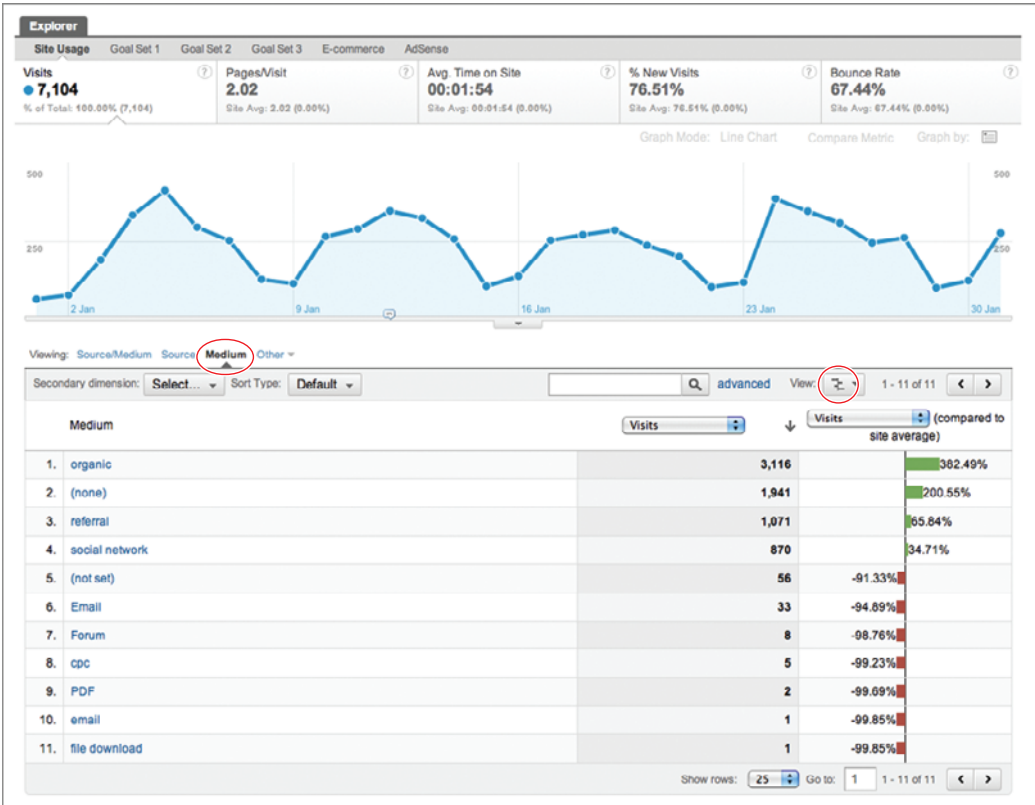 Explorer
Site Usage Goal Set 1 Goal Set 2 Goal Set 3 E-commerce AdSense
Visits ? Pages/Visit ? Avg. Time on Site ? % New Visits ? Bounce Rate ?
7,104 2.02 00:01:54 76.51% 67.44%
% of Total: 100.00% (7,104) Site Avg: 2.02 (0.00%) Site Avg: 00:01:54 (0.00%) Site Avg: 76.51% (0.00%) Site Avg: 67.44% (0.00%)
Graph Mode: Line Chart Compare Metric Graph by:
500 500
250 250
2 Jan 9 Jan 16 Jan 23 Jan 30 Jan
Viewing: Source/Medium Source Medium Other
Secondary dimension: Select... Sort Type: Default advanced View: 1 - 11 of 11
Medium Visits Visits (compared to
site average)
1. organic 3,116 382.49%
2. (none) 1,941 200.55%
3. referral 1,071 65.84%
4. social network 870 34.71%
5. (not set) 56 -91.33%
6. Email 33 -94.89%
7. Forum 8 -98.76%
8. cpc 5 -99.23%
9. PDF 2 -99.69%
10. email 1 -99.85%
11. file download 1 -99.85%
Show rows: 25 Go to: 1 1 - 11 of 11